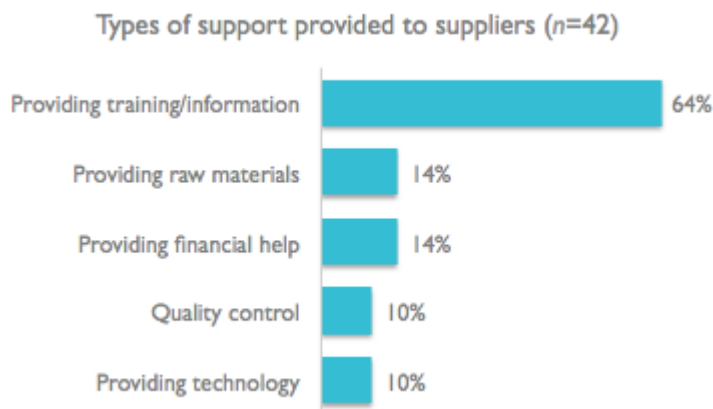 Types of support provided to suppliers (n=42)
Providing training/information 64%
Providing raw materials 14%
Providing financial help 14%
Quality control 10%
Providing technology 10%